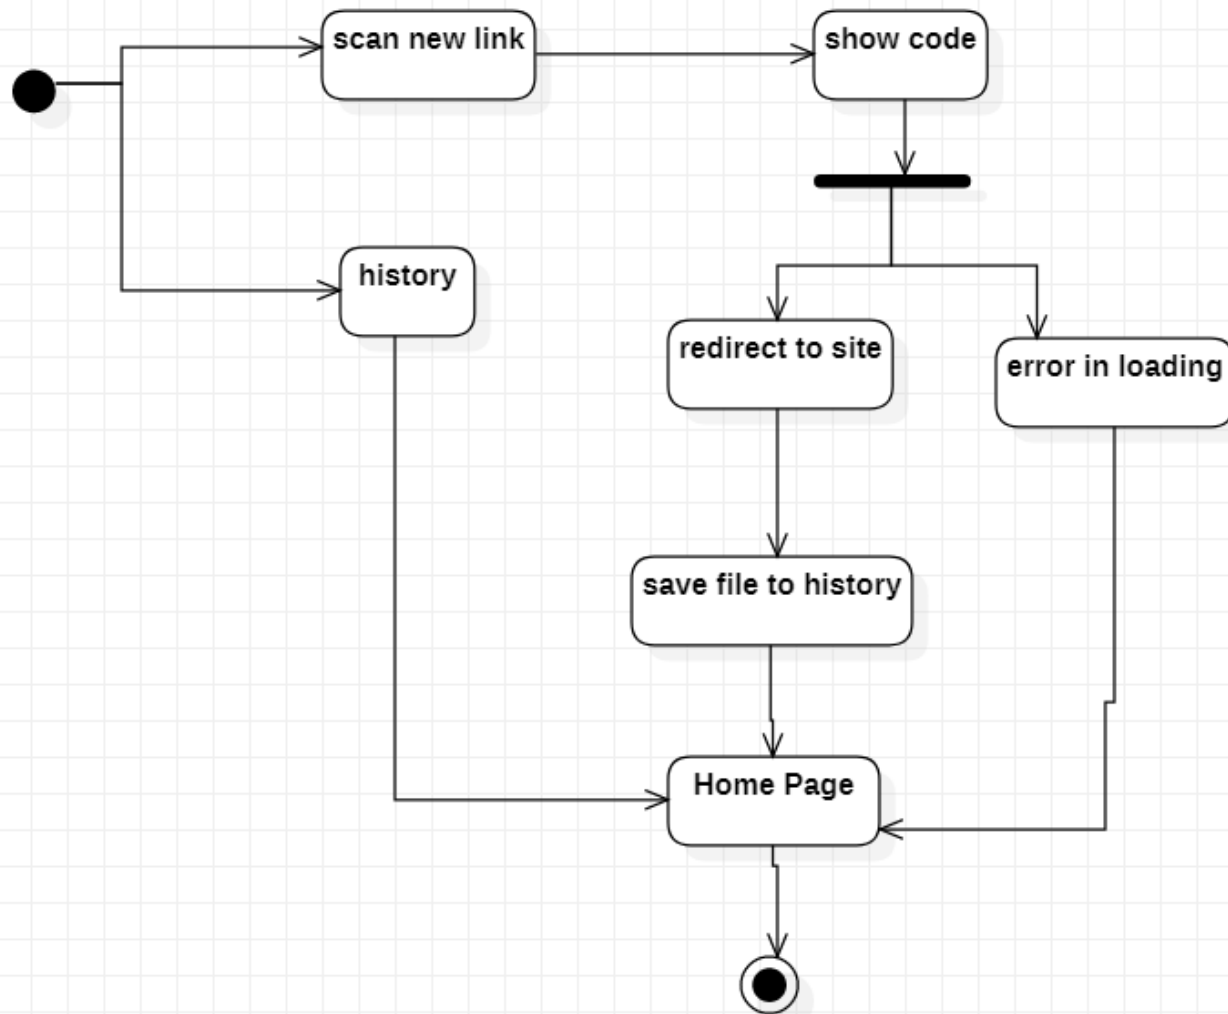 scan new link
show code
history
redirect to site
error in loading
save file to history
Home Page